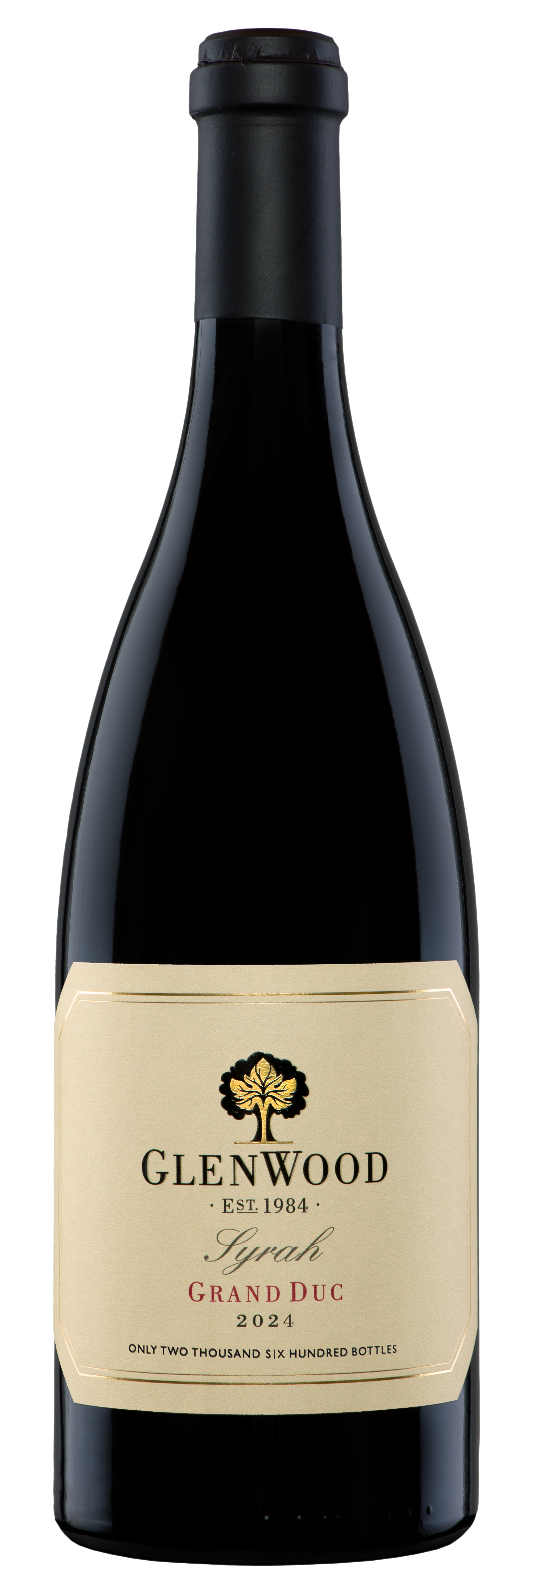 GLENWOOD
· EST. 1984 ·
Syrah
GRAND DUC
2024
ONLY TWO THOUSAND SIX HUNDRED BOTTLES